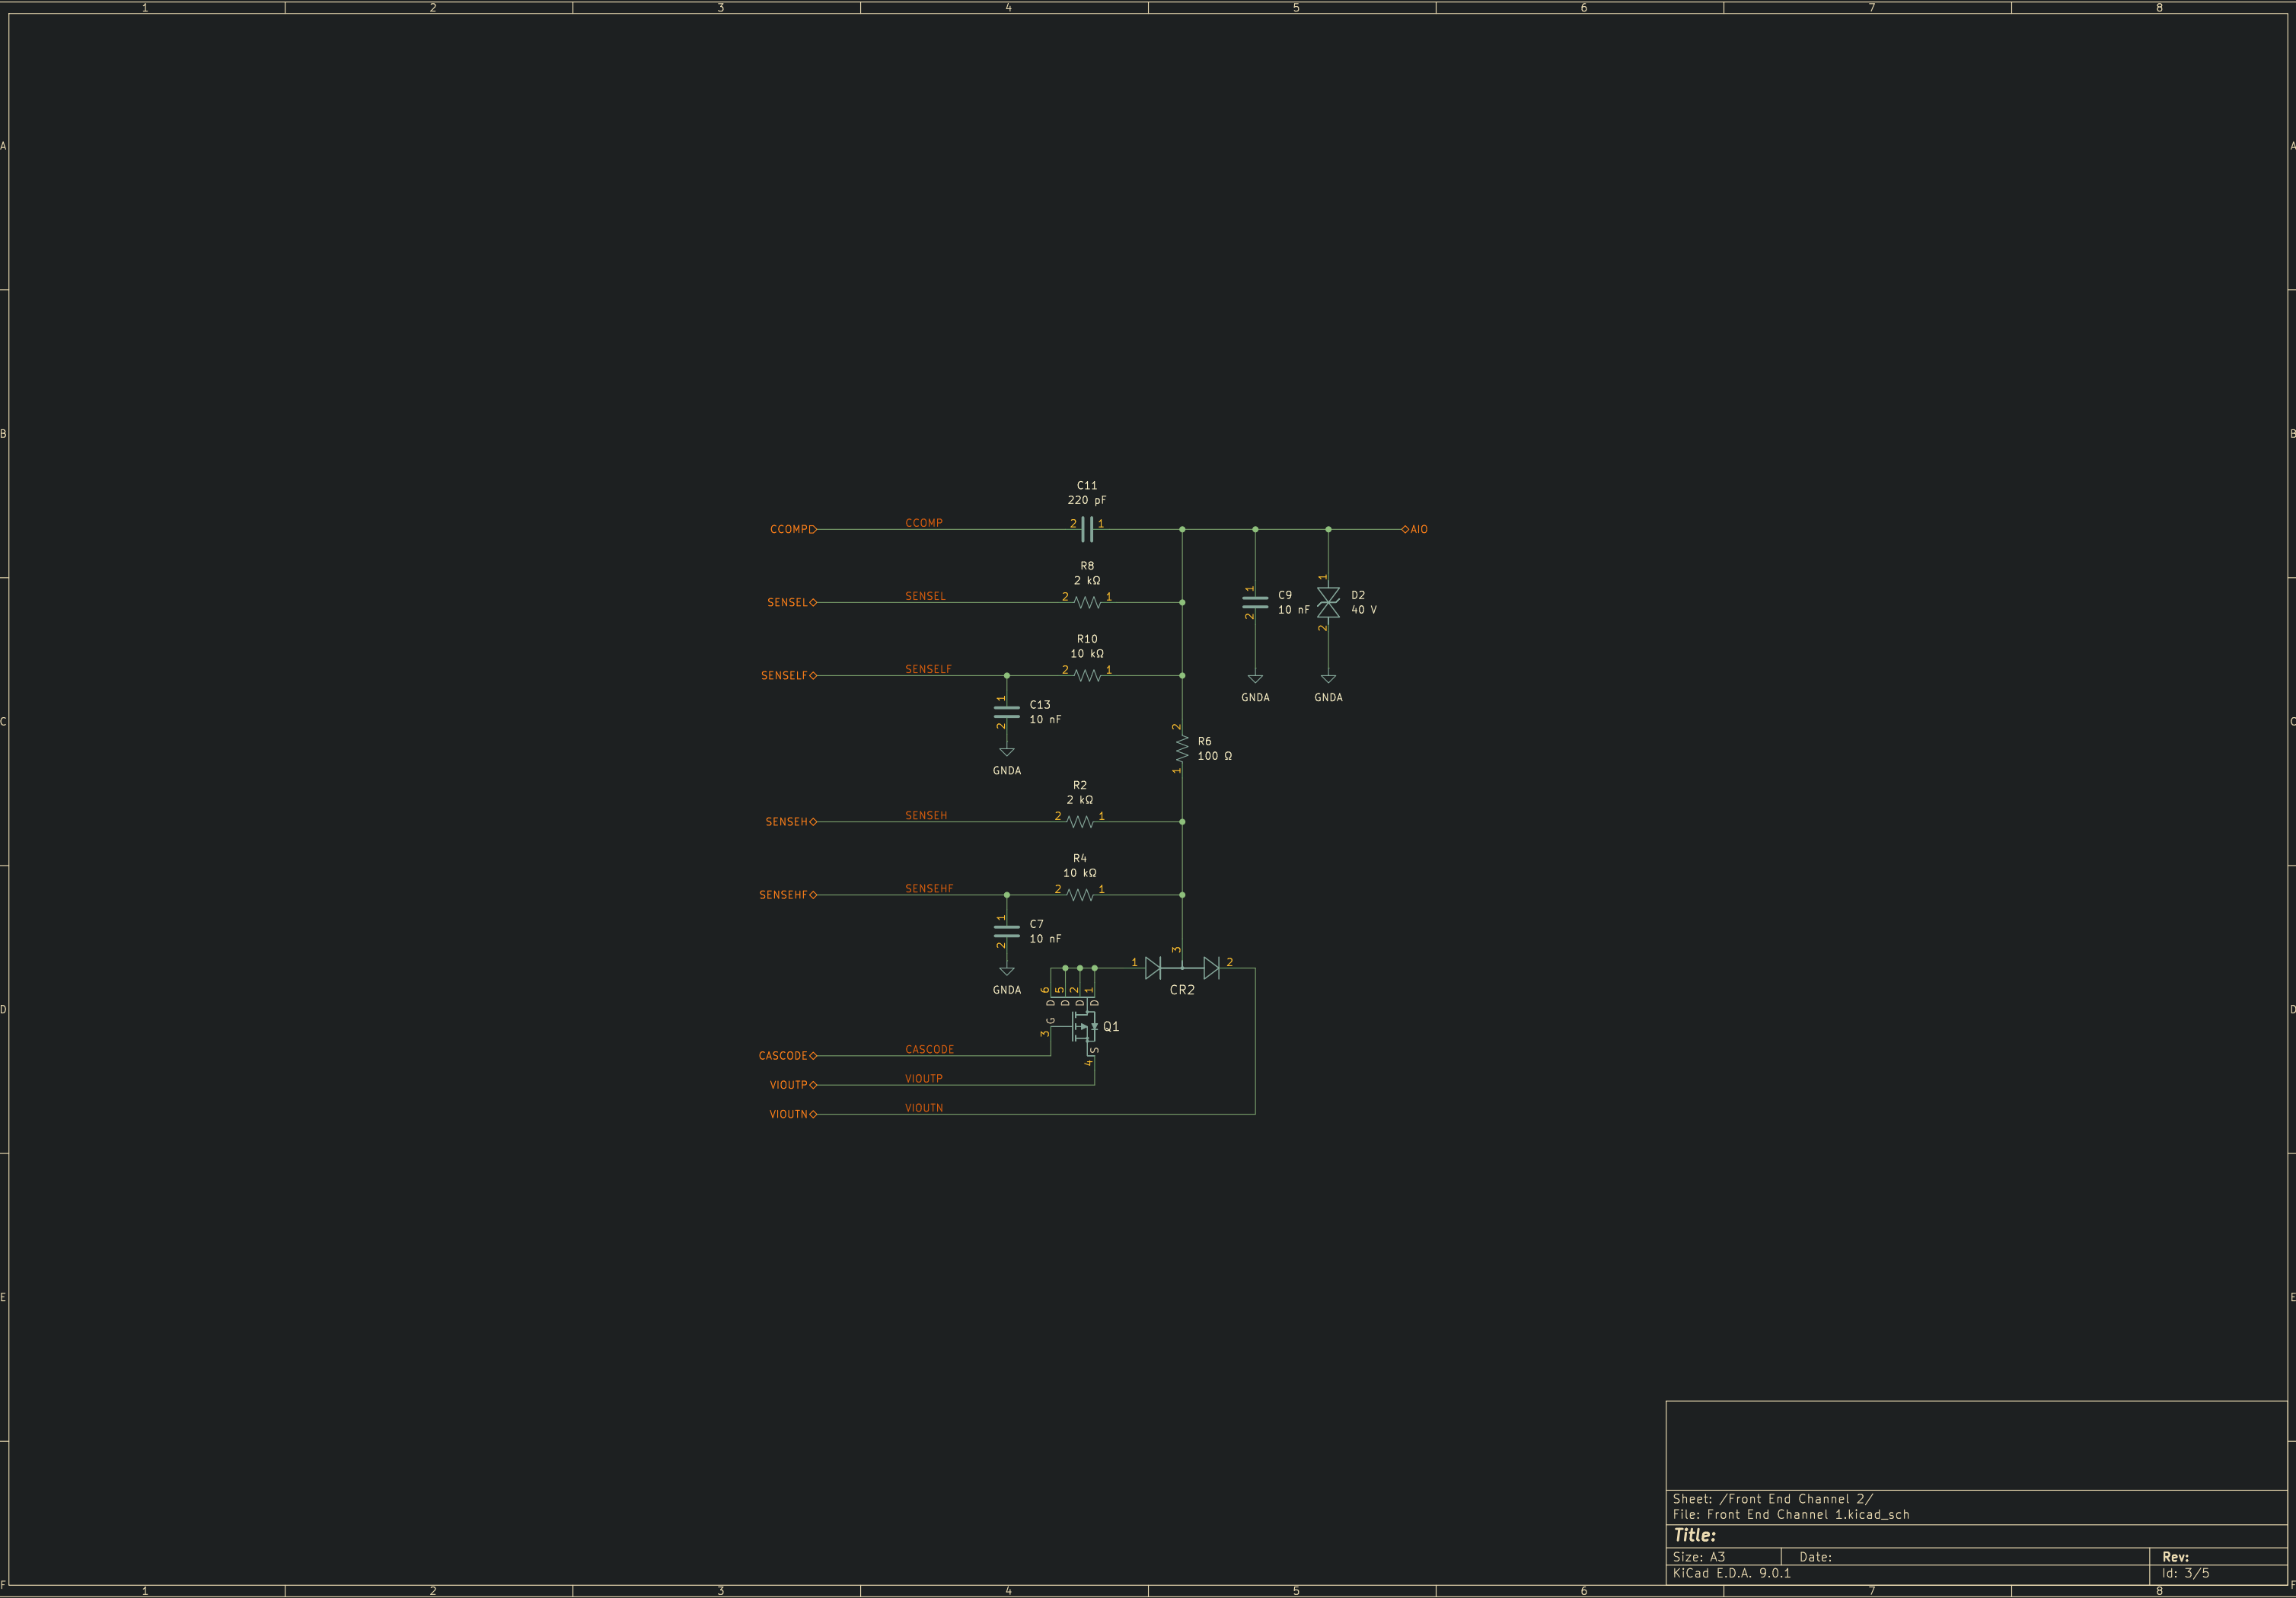 1 2 3 4 5 6 7 8
A A
B B
C C
D D
E E
F F
C11
220 pF
CCOMP CCOMP 2 1 AIO
R8
2 kΩ
SENSEL SENSEL 2 1
1 C9 2
10 nF
1 D2 2
40 V
GNDA GNDA
R10
10 kΩ
SENSELF SENSELF 2 1
1 C13 2
10 nF
GNDA
2 R6 1
100 Ω
R2
2 kΩ
SENSEH SENSEH 2 1
R4
10 kΩ
SENSEHF SENSEHF 2 1
1 C7 2
10 nF
GNDA
1 3 2
CR2
6 5 2 1
D D D D
G 3 Q1
S 4
CASCODE CASCODE
VIOUTP VIOUTP
VIOUTN VIOUTN
Sheet: /Front End Channel 2/
File: Front End Channel 1.kicad_sch
Title:
Size: A3 Date: Rev:
KiCad E.D.A. 9.0.1 Id: 3/5
1 2 3 4 5 6 7 8